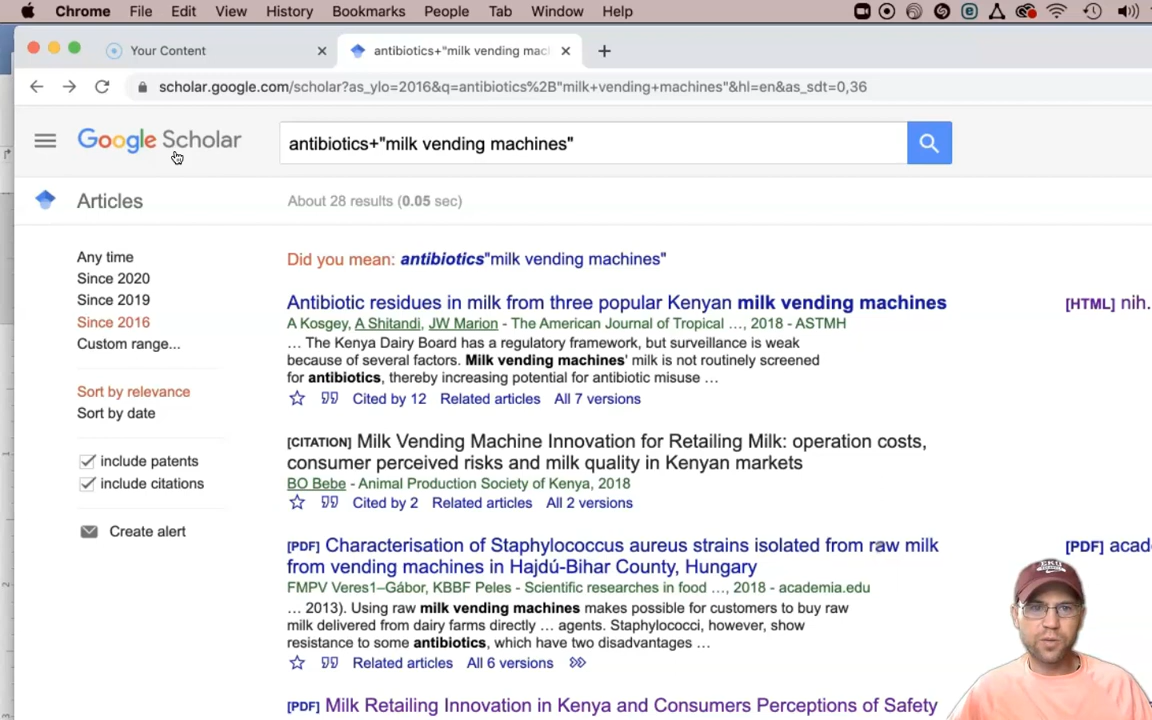 Chrome File Edit View History Bookmarks People Tab Window Help
Your Content
antibiotics+"milk vending mac
scholar.google.com/scholar?as_ylo=2016&q=antibiotics%2B"milk+vending+machines"&hl=en&as_sdt=0,36
Google Scholar
antibiotics+"milk vending machines"
Articles
About 28 results (0.05 sec)
Any time
Since 2020
Since 2019
Since 2016
Custom range...
Sort by relevance
Sort by date
include patents
include citations
Create alert
Did you mean: antibiotics"milk vending machines"
Antibiotic residues in milk from three popular Kenyan milk vending machines
[HTML] nih.
A Kosgey, A Shitandi, JW Marion - The American Journal of Tropical …, 2018 - ASTMH
… The Kenya Dairy Board has a regulatory framework, but surveillance is weak
because of several factors. Milk vending machines' milk is not routinely screened
for antibiotics, thereby increasing potential for antibiotic misuse …
Cited by 12 Related articles All 7 versions
[CITATION] Milk Vending Machine Innovation for Retailing Milk: operation costs,
consumer perceived risks and milk quality in Kenyan markets
BO Bebe - Animal Production Society of Kenya, 2018
Cited by 2 Related articles All 2 versions
[PDF] Characterisation of Staphylococcus aureus strains isolated from raw milk
from vending machines in Hajdú-Bihar County, Hungary
[PDF] acad
FMPV Veres1–Gábor, KBBF Peles - Scientific researches in food …, 2018 - academia.edu
… 2013). Using raw milk vending machines makes possible for customers to buy raw
milk delivered from dairy farms directly … agents. Staphylococci, however, show
resistance to some antibiotics, which have two disadvantages …
Related articles All 6 versions
[PDF] Milk Retailing Innovation in Kenya and Consumers Perceptions of Safety
EKU